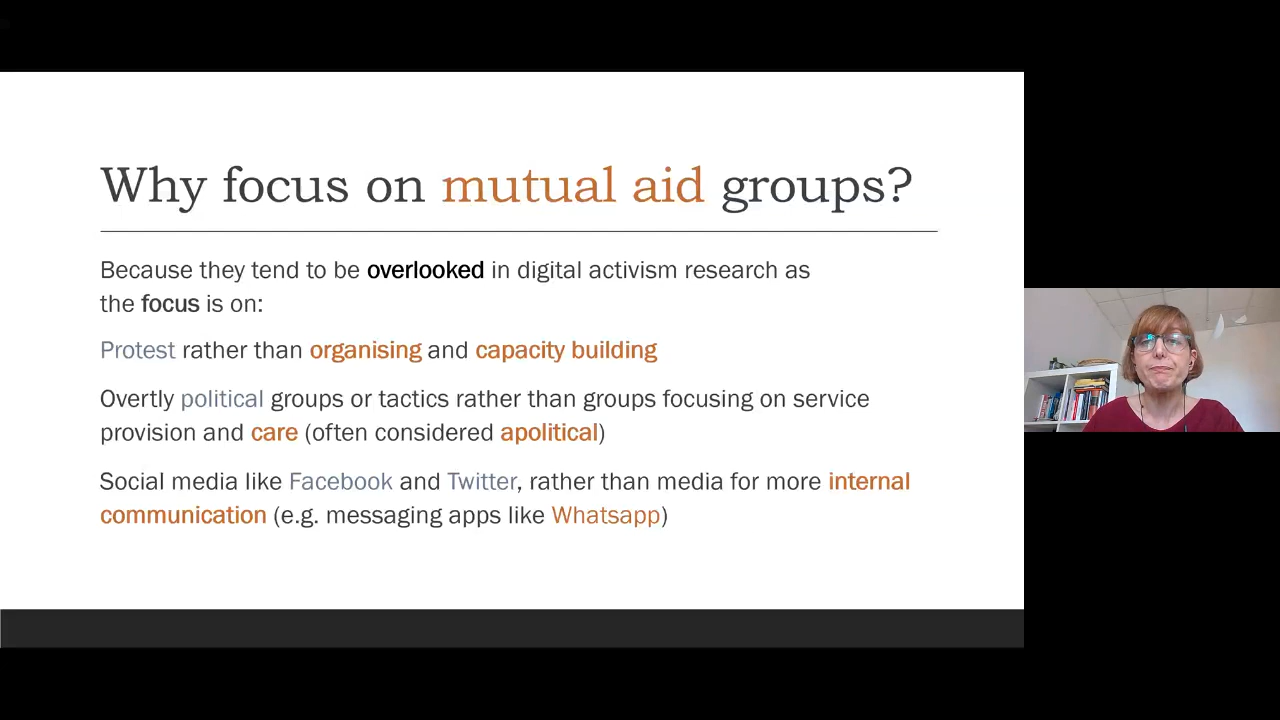 Why focus on mutual aid groups?
Because they tend to be overlooked in digital activism research as
the focus is on:
Protest rather than organising and capacity building
Overtly political groups or tactics rather than groups focusing on service
provision and care (often considered apolitical)
Social media like Facebook and Twitter, rather than media for more internal
communication (e.g. messaging apps like Whatsapp)